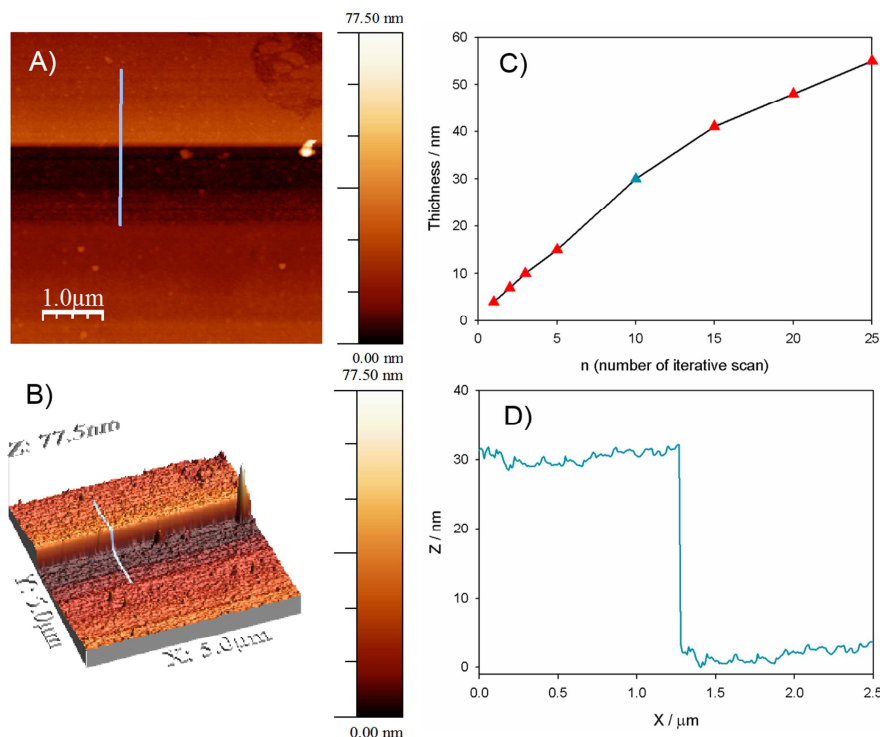 A)
77.50 nm
1.0μm
0.00 nm
B)
77.50 nm
Z: 77.5nm
Y: 5.0μm
X: 5.0μm
0.00 nm
C)
Thichness / nm
60
50
40
30
20
10
0
0 5 10 15 20 25
n (number of iterative scan)
D)
Z / nm
40
30
20
10
0
0.0 0.5 1.0 1.5 2.0 2.5
X / μm